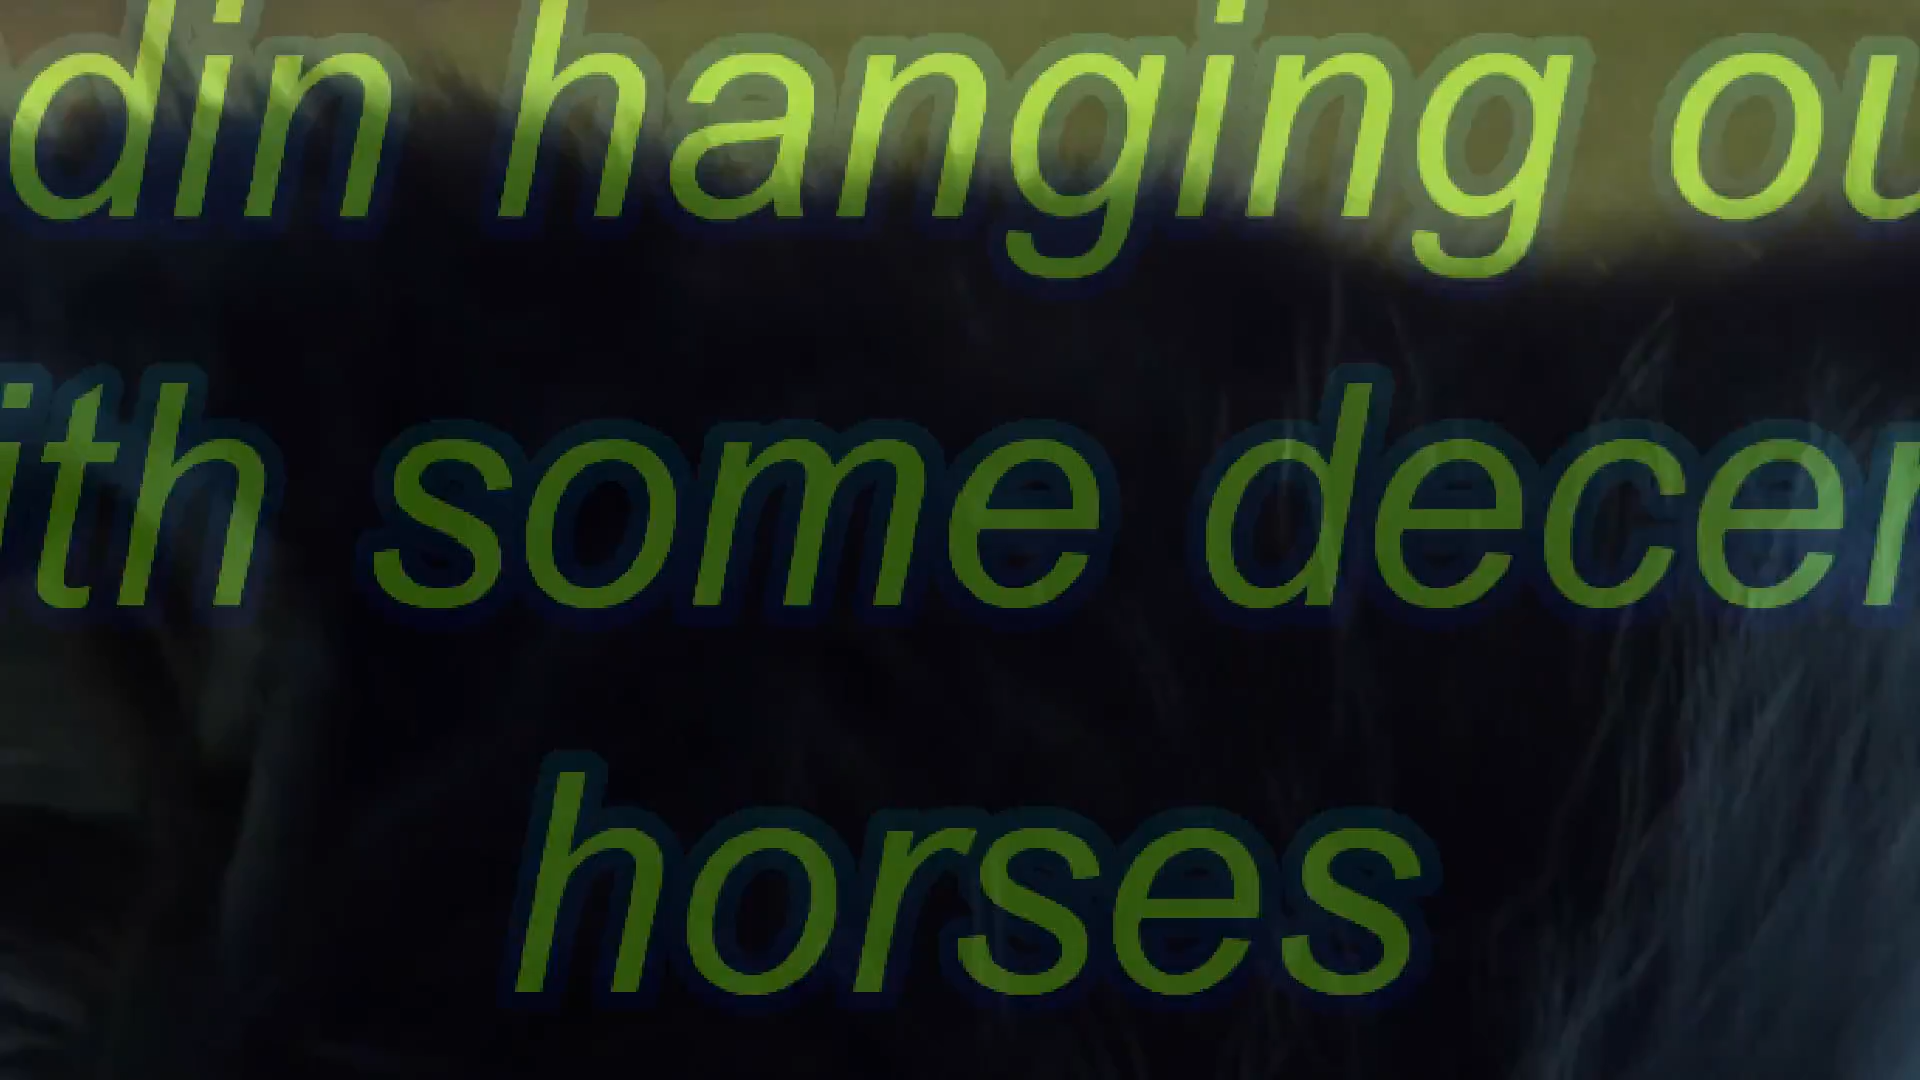 din hanging ou
ith some decen
horses